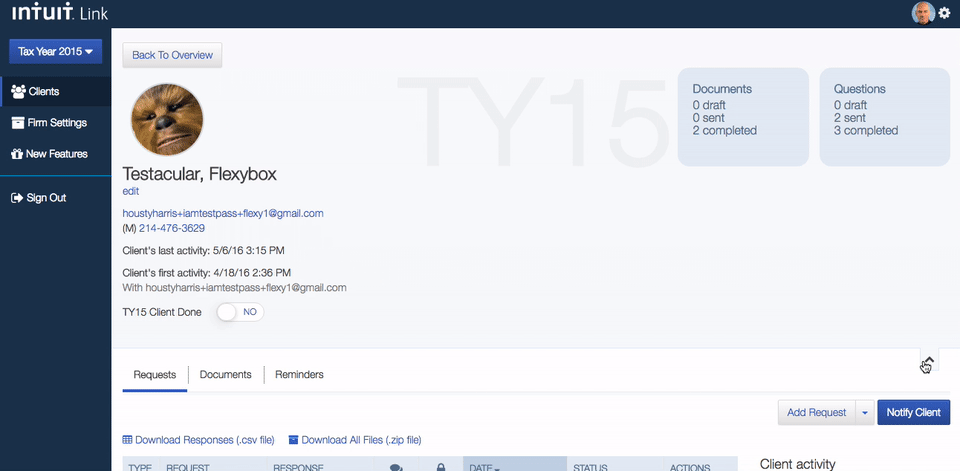 intuit Link
Tax Year 2015
Clients
Firm Settings
New Features
Sign Out
Back To Overview
TY15
Documents
0 draft
0 sent
2 completed
Questions
0 draft
2 sent
3 completed
Testacular, Flexybox
edit
houstyharris+iamtestpass+flexy1@gmail.com
(M) 214-476-3629
Client's last activity: 5/6/16 3:15 PM
Client's first activity: 4/18/16 2:36 PM
With houstyharris+iamtestpass+flexy1@gmail.com
TY15 Client Done NO
Requests Documents Reminders
Add Request Notify Client
Download Responses (.csv file) Download All Files (.zip file)
TYPE REQUEST RESPONSE DATE STATUS ACTIONS
Client activity